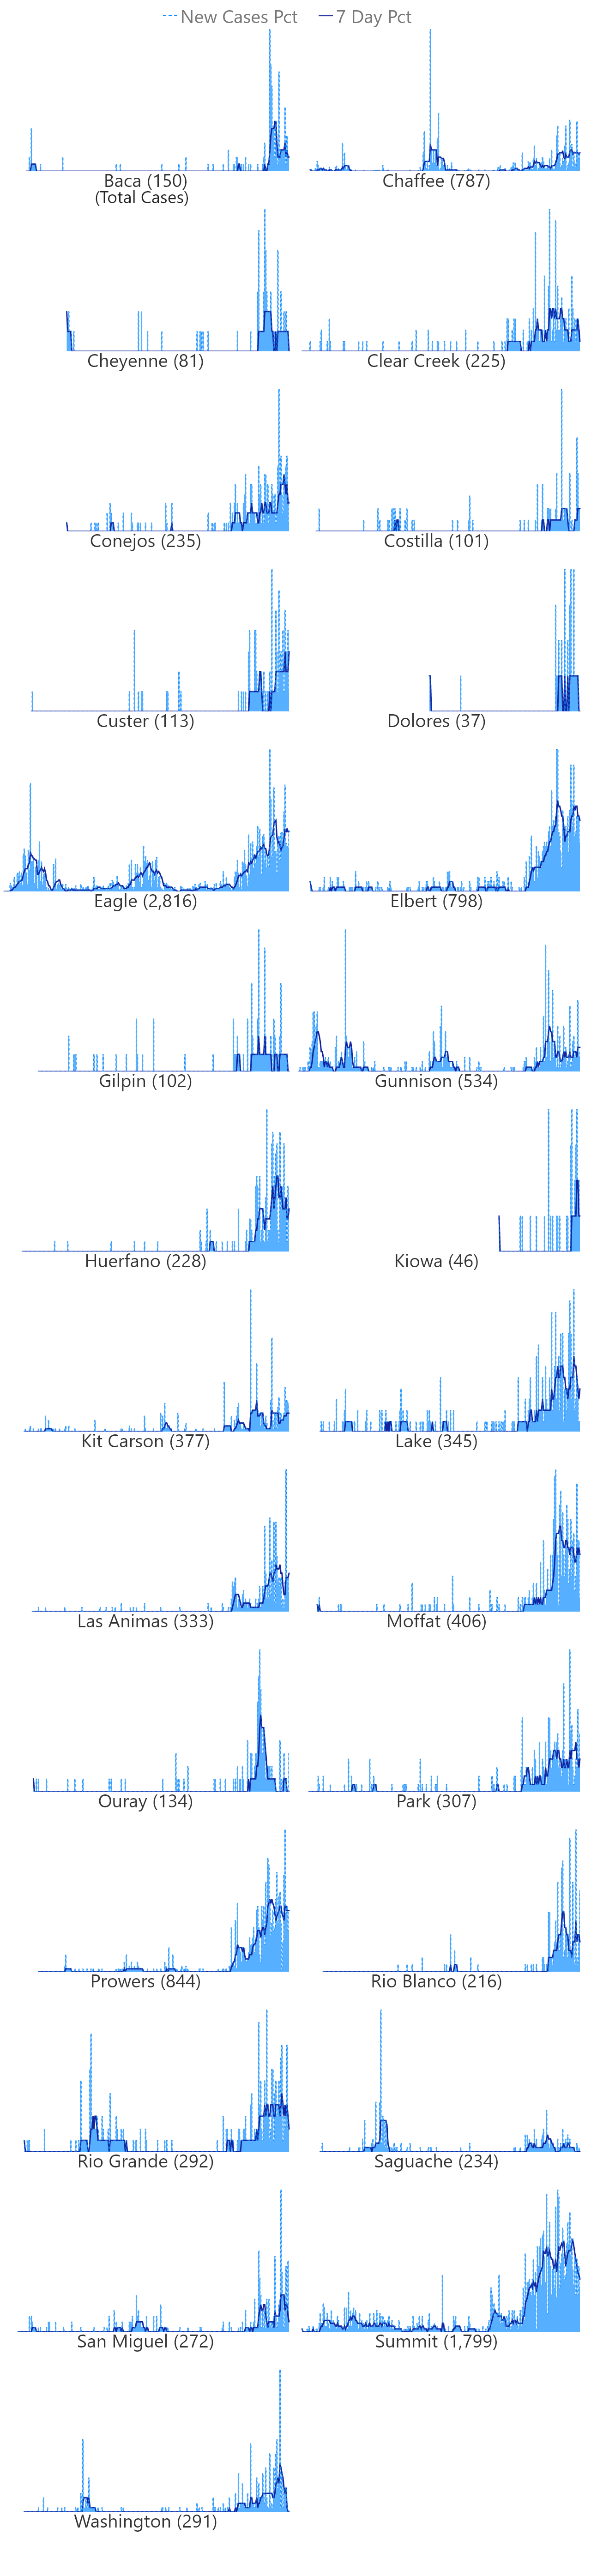 New Cases Pct 7 Day Pct
Baca (150) Chaffee (787)
(Total Cases)
Cheyenne (81) Clear Creek (225)
Conejos (235) Costilla (101)
Custer (113) Dolores (37)
Eagle (2,816) Elbert (798)
Gilpin (102) Gunnison (534)
Huerfano (228) Kiowa (46)
Kit Carson (377) Lake (345)
Las Animas (333) Moffat (406)
Ouray (134) Park (307)
Prowers (844) Rio Blanco (216)
Rio Grande (292) Saguache (234)
San Miguel (272) Summit (1,799)
Washington (291)